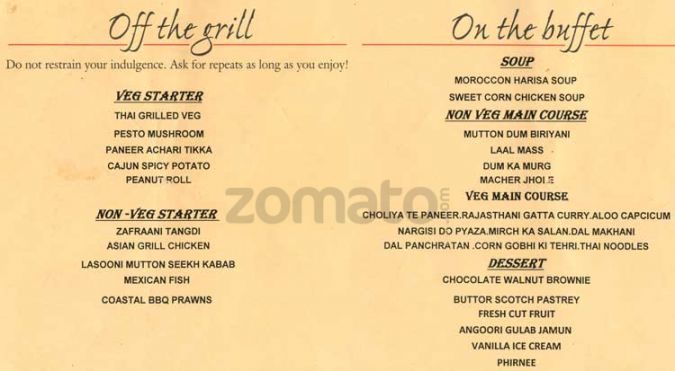 Off the grill
Do not restrain your indulgence. Ask for repeats as long as you enjoy!
VEG STARTER
THAI GRILLED VEG
PESTO MUSHROOM
PANEER ACHARI TIKKA
CAJUN SPICY POTATO
PEANUT ROLL
NON -VEG STARTER
ZAFRAANI TANGDI
ASIAN GRILL CHICKEN
LASOONI MUTTON SEEKH KABAB
MEXICAN FISH
COASTAL BBQ PRAWNS
On the buffet
SOUP
MOROCCON HARISA SOUP
SWEET CORN CHICKEN SOUP
NON VEG MAIN COURSE
MUTTON DUM BIRIYANI
LAAL MASS
DUM KA MURG
MACHER JHOLE
VEG MAIN COURSE
CHOLIYA TE PANEER.RAJASTHANI GATTA CURRY.ALOO CAPCICUM
NARGISI DO PYAZA.MIRCH KA SALAN.DAL MAKHANI
DAL PANCHRATAN .CORN GOBHI KI TEHRI.THAI NOODLES
DESSERT
CHOCOLATE WALNUT BROWNIE
BUTTOR SCOTCH PASTREY
FRESH CUT FRUIT
ANGOORI GULAB JAMUN
VANILLA ICE CREAM
PHIRNEE
zomato.com